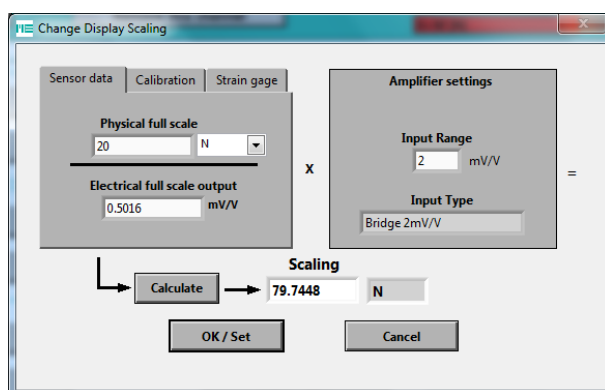 ME Change Display Scaling
Sensor data Calibration Strain gage
Physical full scale
20 N
Electrical full scale output
0.5016 mV/V
x
Amplifier settings
Input Range
2 mV/V
Input Type
Bridge 2mV/V
=
Scaling
Calculate 79.7448 N
OK / Set Cancel